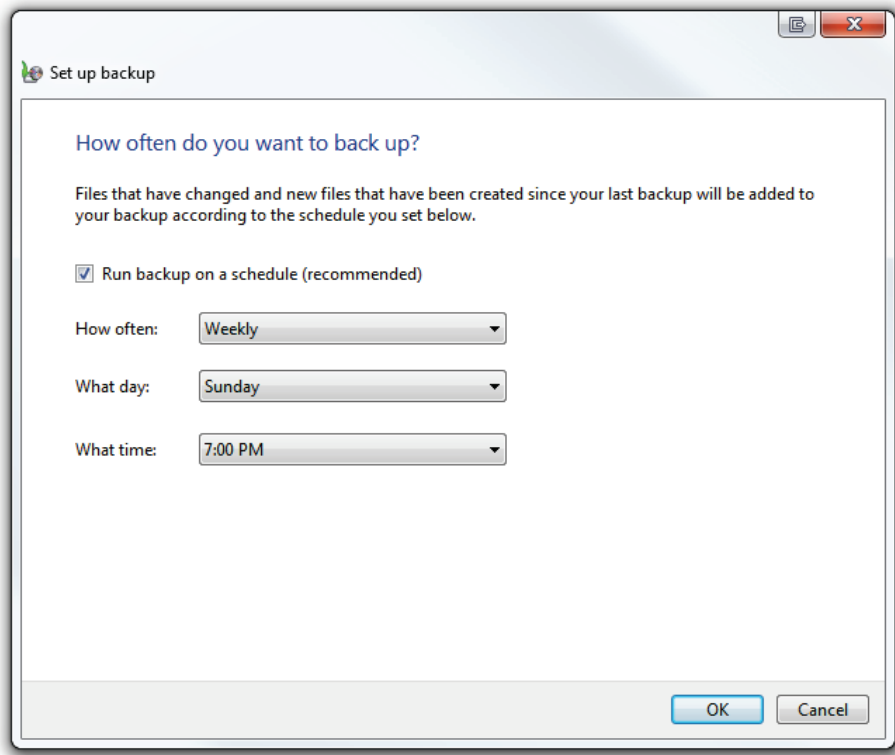 Set up backup
How often do you want to back up?
Files that have changed and new files that have been created since your last backup will be added to
your backup according to the schedule you set below.
Run backup on a schedule (recommended)
How often: Weekly
What day: Sunday
What time: 7:00 PM
OK Cancel